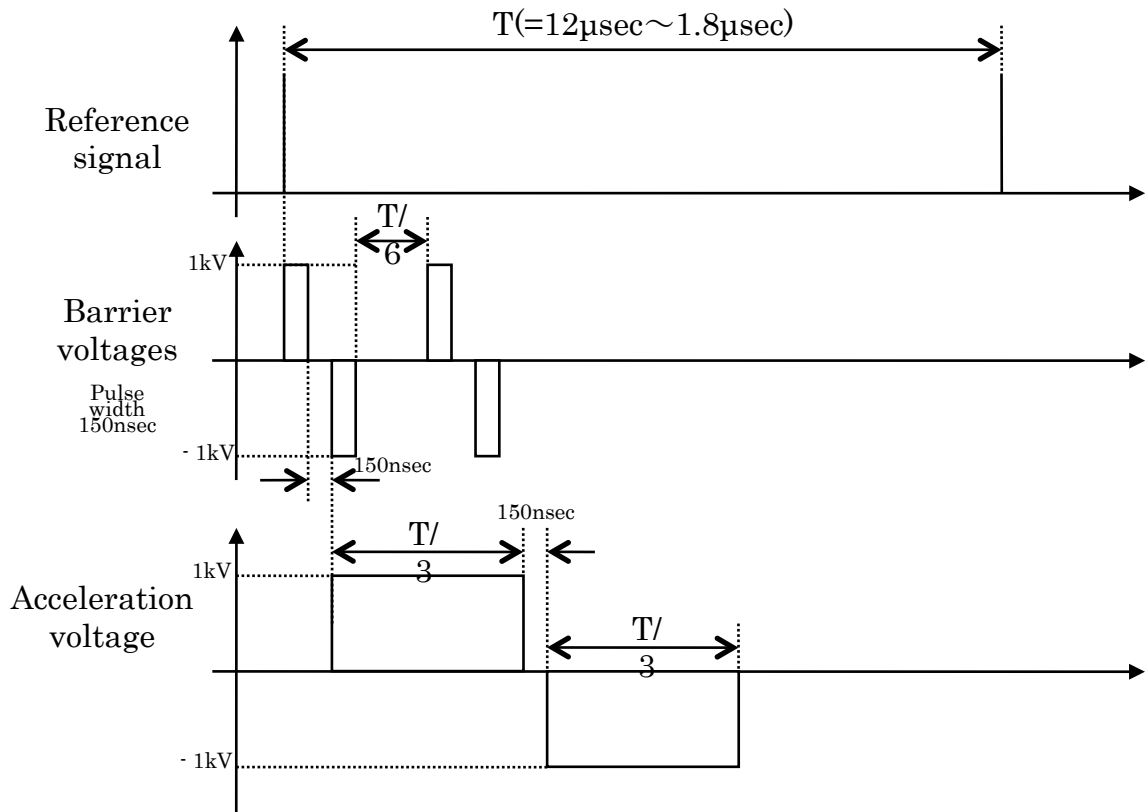 T(=12μsec～1.8μsec)
Reference
signal
T/
6
1kV
Barrier
voltages
Pulse
width
150nsec
- 1kV
150nsec
150nsec
T/
3
1kV
Acceleration
voltage
T/
3
- 1kV